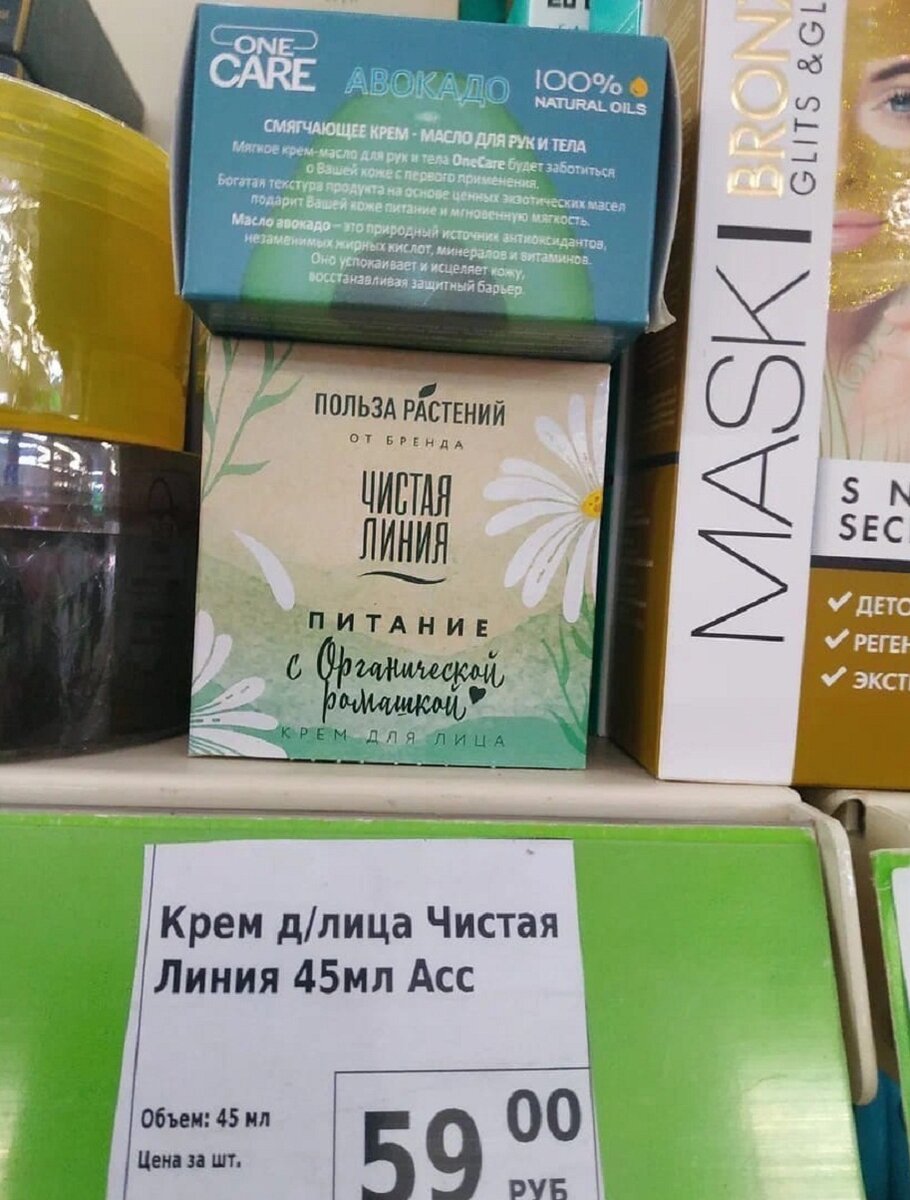 ONE
CARE
АВОКАДО
100%
NATURAL OILS
СМЯГЧАЮЩЕЕ КРЕМ - МАСЛО ДЛЯ РУК И ТЕЛА
Мягкое крем-масло для рук и тела OneCare будет заботиться
о Вашей коже с первого применения.
Богатая текстура продукта на основе ценных экзотических масел
подарит Вашей коже питание и мгновенную мягкость.
Масло авокадо – это природный источник антиоксидантов,
незаменимых жирных кислот, минералов и витаминов.
Оно успокаивает и исцеляет кожу,
восстанавливая защитный барьер.
ПОЛЬЗА РАСТЕНИЙ
ОТ БРЕНДА
ЧИСТАЯ
ЛИНИЯ
ПИТАНИЕ
с Органической
ромашкой
КРЕМ ДЛЯ ЛИЦА
MASK
BRONZ
GLITS & GL
S N
SEC
ДЕТО
РЕГЕН
ЭКСТ
Крем д/лица Чистая
Линия 45мл Асс
Объем: 45 мл
Цена за шт.
59 00
РУБ